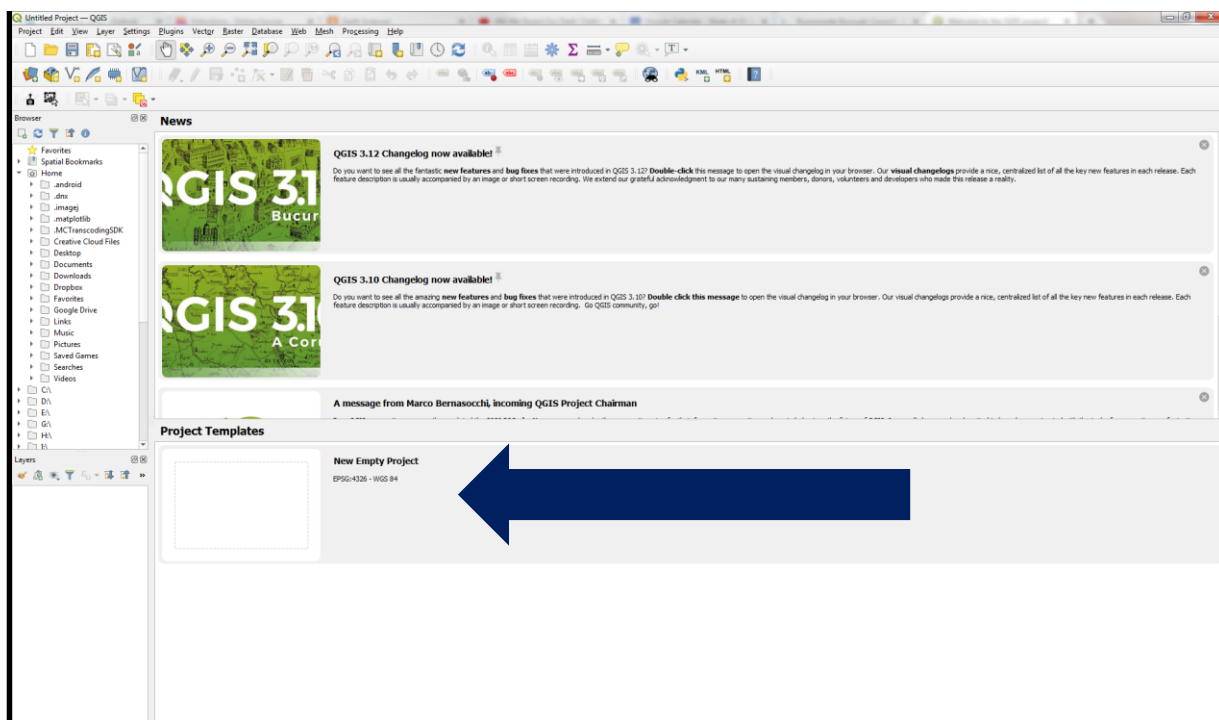 Untitled Project — QGIS
Project Edit View Layer Settings Plugins Vector Raster Database Web Mesh Processing Help
KML HTML
Browser
News
Favorites
Spatial Bookmarks
Home
.android
.dnx
.imagej
.matplotlib
.MCTranscodingSDK
Creative Cloud Files
Desktop
Documents
Downloads
Dropbox
Favorites
Google Drive
Links
Music
Pictures
Saved Games
Searches
Videos
C:\
D:\
E:\
G:\
H:\
QGIS 3.1
Bucur
QGIS 3.12 Changelog now available!
Do you want to see all the fantastic new features and bug fixes that were introduced in QGIS 3.12? Double-click this message to open the visual changelog in your browser. Our visual changelogs provide a nice, centralized list of all the key new features in each release. Each
feature description is usually accompanied by an image or short screen recording. We extend our grateful acknowledgment to our many sustaining members, donors, volunteers and developers who made this release a reality.
QGIS 3.1
A Cor
QGIS 3.10 Changelog now available!
Do you want to see all the amazing new features and bug fixes that were introduced in QGIS 3.10? Double click this message to open the visual changelog in your browser. Our visual changelogs provide a nice, centralized list of all the key new features in each release. Each
feature description is usually accompanied by an image or short screen recording. Go QGIS community, go!
A message from Marco Bernasocchi, incoming QGIS Project Chairman
Project Templates
Layers
New Empty Project
EPSG:4326 - WGS 84